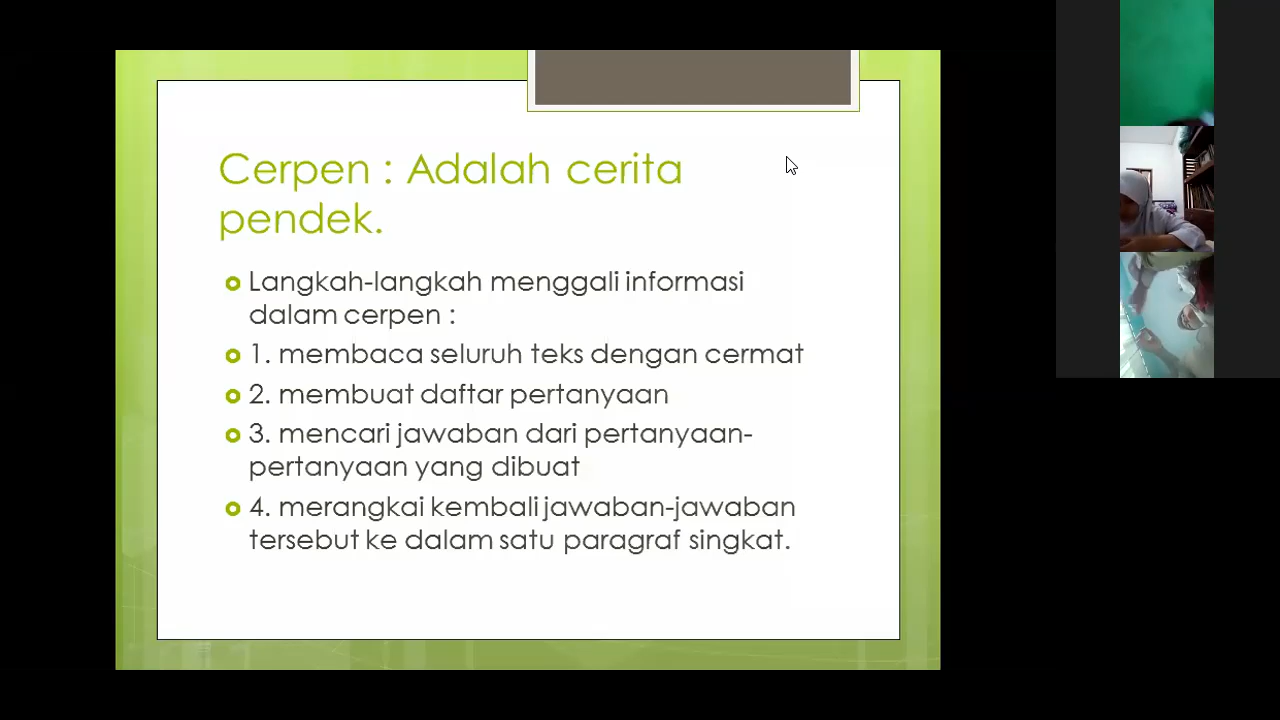 Cerpen : Adalah cerita
pendek.
Langkah-langkah menggali informasi
dalam cerpen :
1. membaca seluruh teks dengan cermat
2. membuat daftar pertanyaan
3. mencari jawaban dari pertanyaan-
pertanyaan yang dibuat
4. merangkai kembali jawaban-jawaban
tersebut ke dalam satu paragraf singkat.